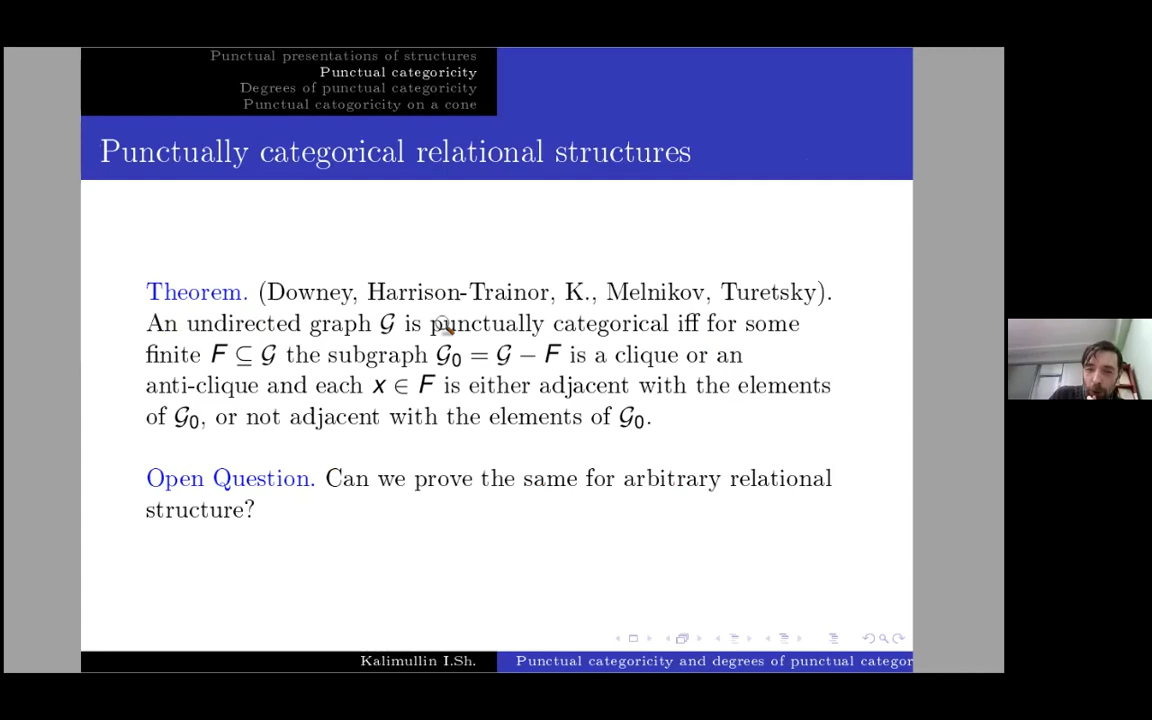 Punctual presentations of structures
Punctual categoricity
Degrees of punctual categoricity
Punctual catogoricity on a cone
Punctually categorical relational structures
Theorem. (Downey, Harrison-Trainor, K., Melnikov, Turetsky).
An undirected graph 𝒢 is punctually categorical iff for some
finite F ⊆ 𝒢 the subgraph 𝒢₀ = 𝒢 − F is a clique or an
anti-clique and each x ∈ F is either adjacent with the elements
of 𝒢₀, or not adjacent with the elements of 𝒢₀.
Open Question. Can we prove the same for arbitrary relational
structure?
Kalimullin I.Sh.
Punctual categoricity and degrees of punctual categor